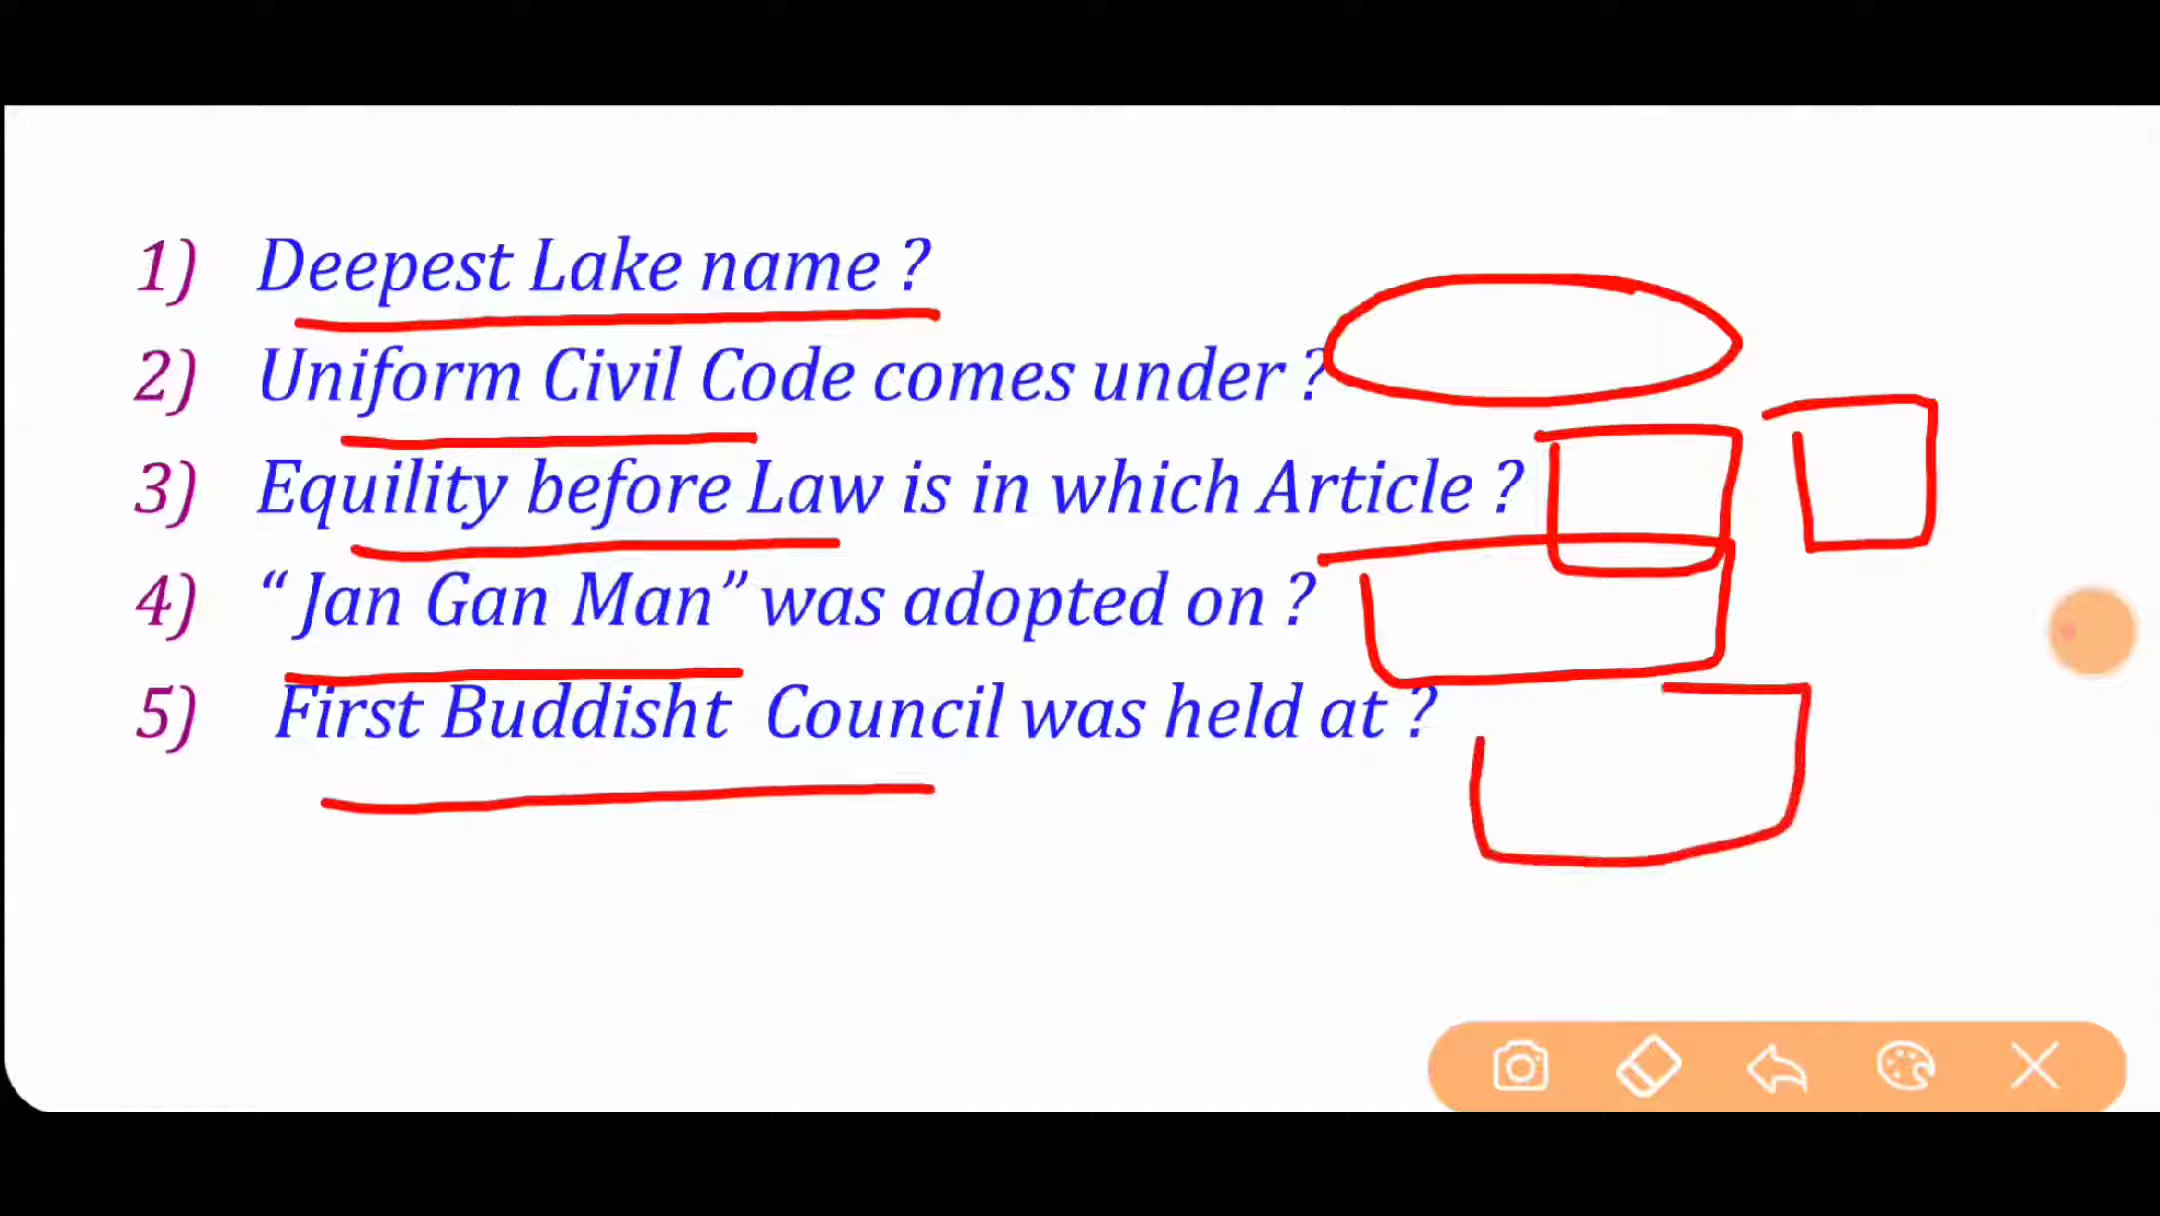 1) Deepest Lake name ?
2) Uniform Civil Code comes under ?
3) Equility before Law is in which Article ?
4) “ Jan Gan Man” was adopted on ?
5) First Buddisht Council was held at ?